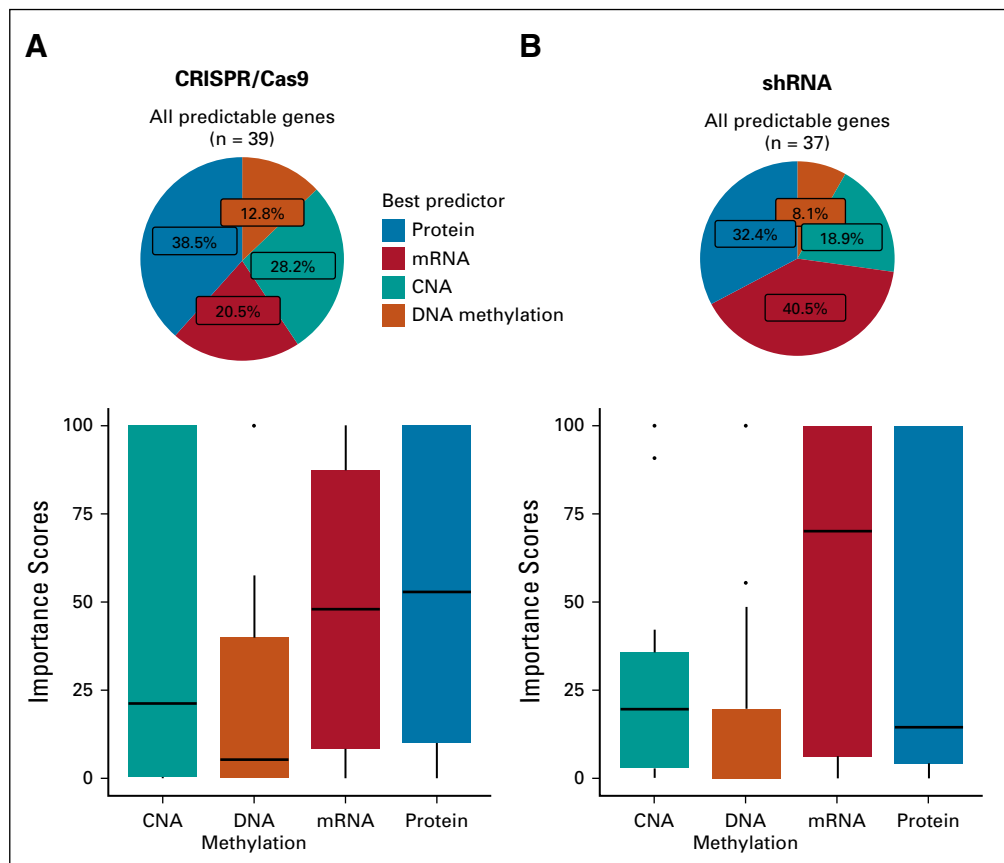 A
CRISPR/Cas9
All predictable genes
(n = 39)
12.8%
38.5%
28.2%
20.5%
Best predictor
Protein
mRNA
CNA
DNA methylation
B
shRNA
All predictable genes
(n = 37)
8.1%
32.4%
18.9%
40.5%
Importance Scores
100
75
50
25
0
CNA
DNA
Methylation
mRNA
Protein
Importance Scores
100
75
50
25
0
CNA
DNA
Methylation
mRNA
Protein